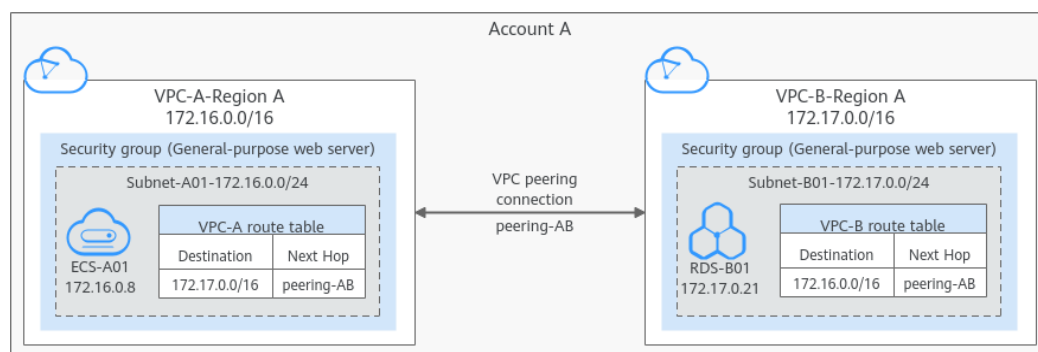 Account A
VPC-A-Region A
172.16.0.0/16
Security group (General-purpose web server)
Subnet-A01-172.16.0.0/24
ECS-A01
172.16.0.8
VPC-A route table
Destination Next Hop
172.17.0.0/16 peering-AB
VPC peering
connection
peering-AB
VPC-B-Region A
172.17.0.0/16
Security group (General-purpose web server)
Subnet-B01-172.17.0.0/24
RDS-B01
172.17.0.21
VPC-B route table
Destination Next Hop
172.16.0.0/16 peering-AB